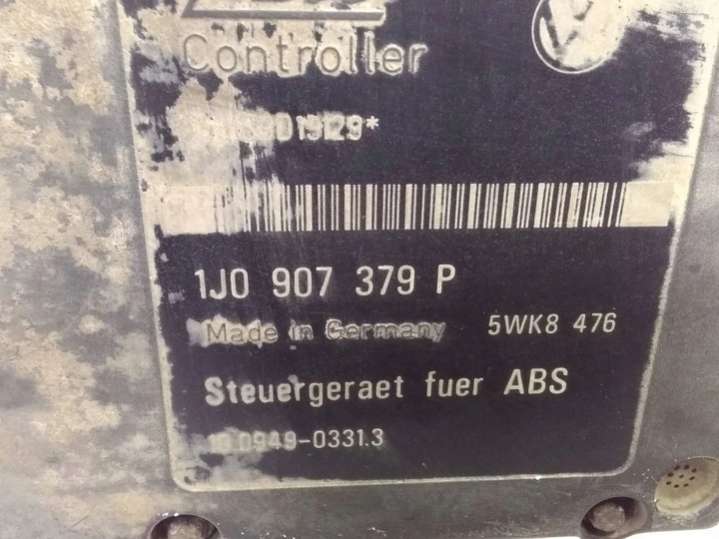 Controller
1J0 907 379 P
Made in Germany 5WK8 476
Steuergeraet fuer ABS
0949-0331.3